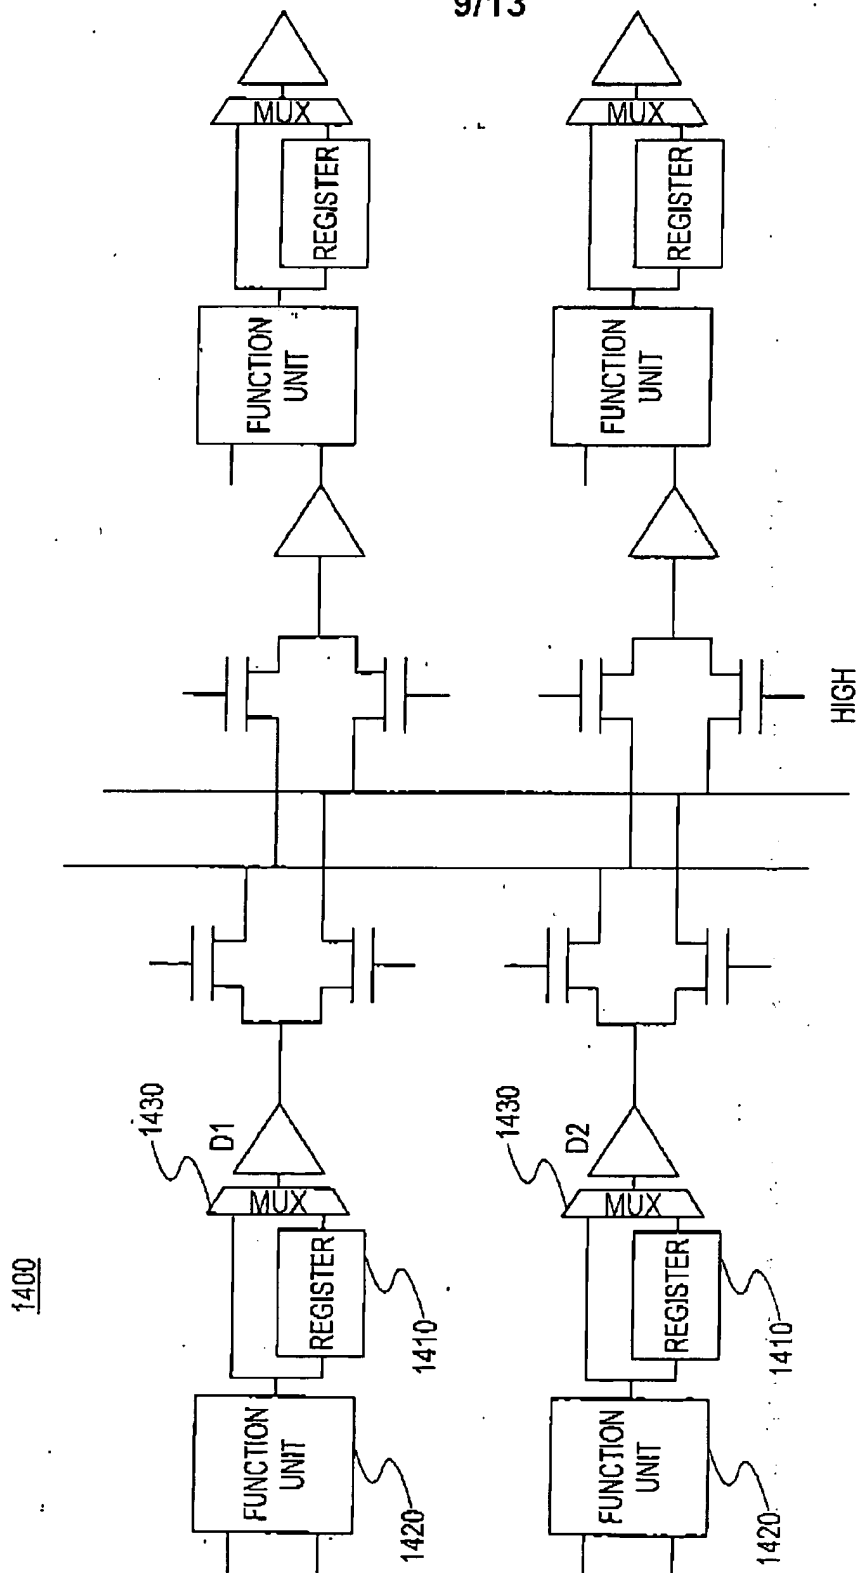 9/13
1400
FUNCTION
UNIT
1420
REGISTER
1410
MUX
1430
D1
FUNCTION
UNIT
REGISTER
MUX
FUNCTION
UNIT
1420
REGISTER
1410
MUX
1430
D2
HIGH
FUNCTION
UNIT
REGISTER
MUX